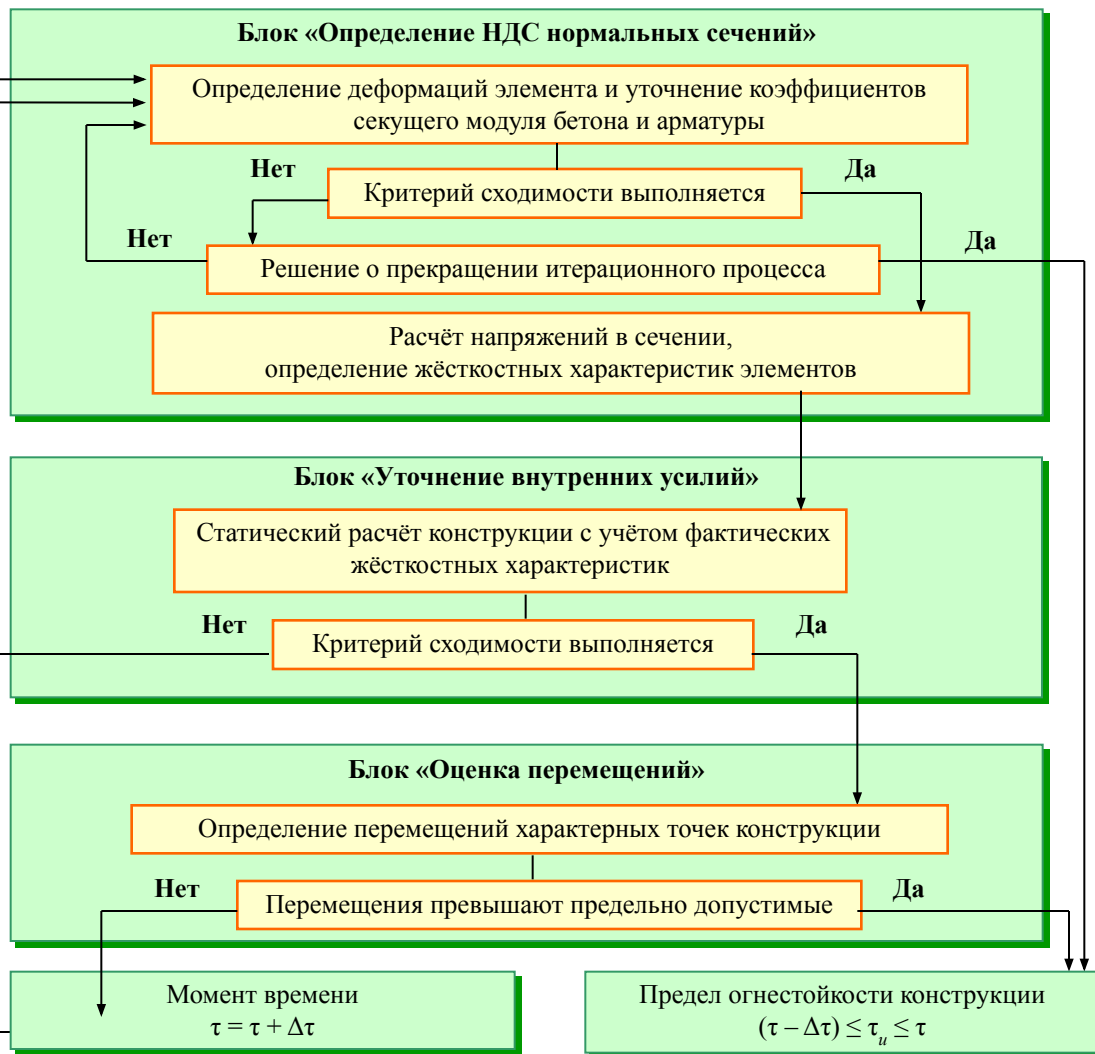 Блок «Определение НДС нормальных сечений»
Определение деформаций элемента и уточнение коэффициентов
секущего модуля бетона и арматуры
Нет
Да
Критерий сходимости выполняется
Нет
Да
Решение о прекращении итерационного процесса
Расчёт напряжений в сечении,
определение жёсткостных характеристик элементов
Блок «Уточнение внутренних усилий»
Статический расчёт конструкции с учётом фактических
жёсткостных характеристик
Нет
Да
Критерий сходимости выполняется
Блок «Оценка перемещений»
Определение перемещений характерных точек конструкции
Нет
Да
Перемещения превышают предельно допустимые
Момент времени
τ = τ + Δτ
Предел огнестойкости конструкции
(τ – Δτ) ≤ τᵤ ≤ τ